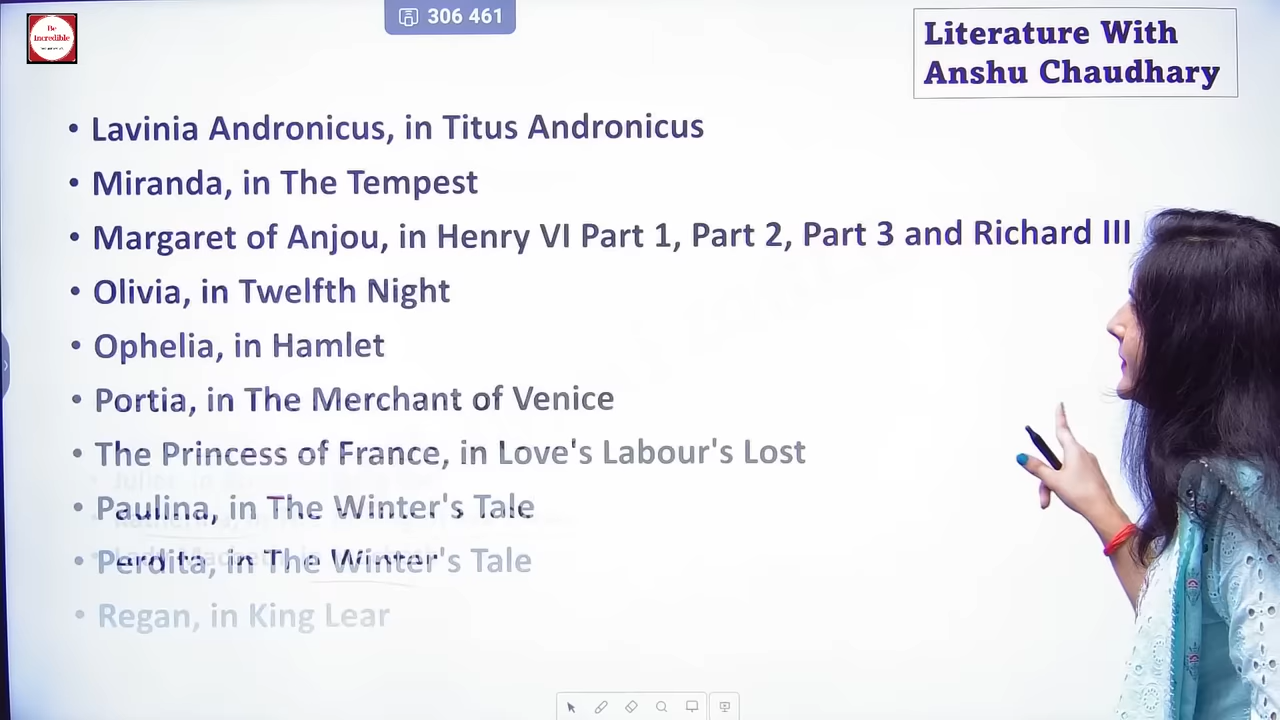 306 461
Be
Incredible
Literature With
Anshu Chaudhary
• Lavinia Andronicus, in Titus Andronicus
• Miranda, in The Tempest
• Margaret of Anjou, in Henry VI Part 1, Part 2, Part 3 and Richard III
• Olivia, in Twelfth Night
• Ophelia, in Hamlet
• Portia, in The Merchant of Venice
• The Princess of France, in Love's Labour's Lost
• Paulina, in The Winter's Tale
• Perdita, in The Winter's Tale
• Regan, in King Lear